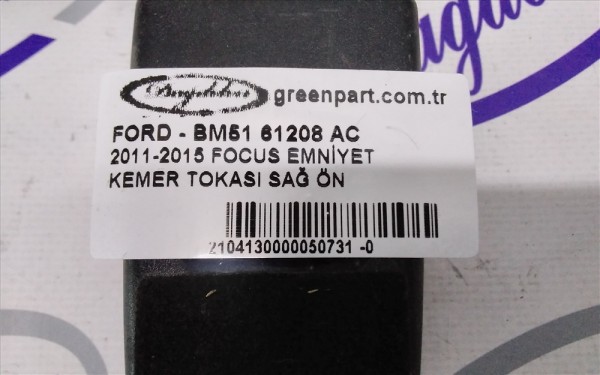 greenpart.com.tr
FORD - BM51 61208 AC
2011-2015 FOCUS EMNİYET
KEMER TOKASI SAĞ ÖN
2104130000050731 -0